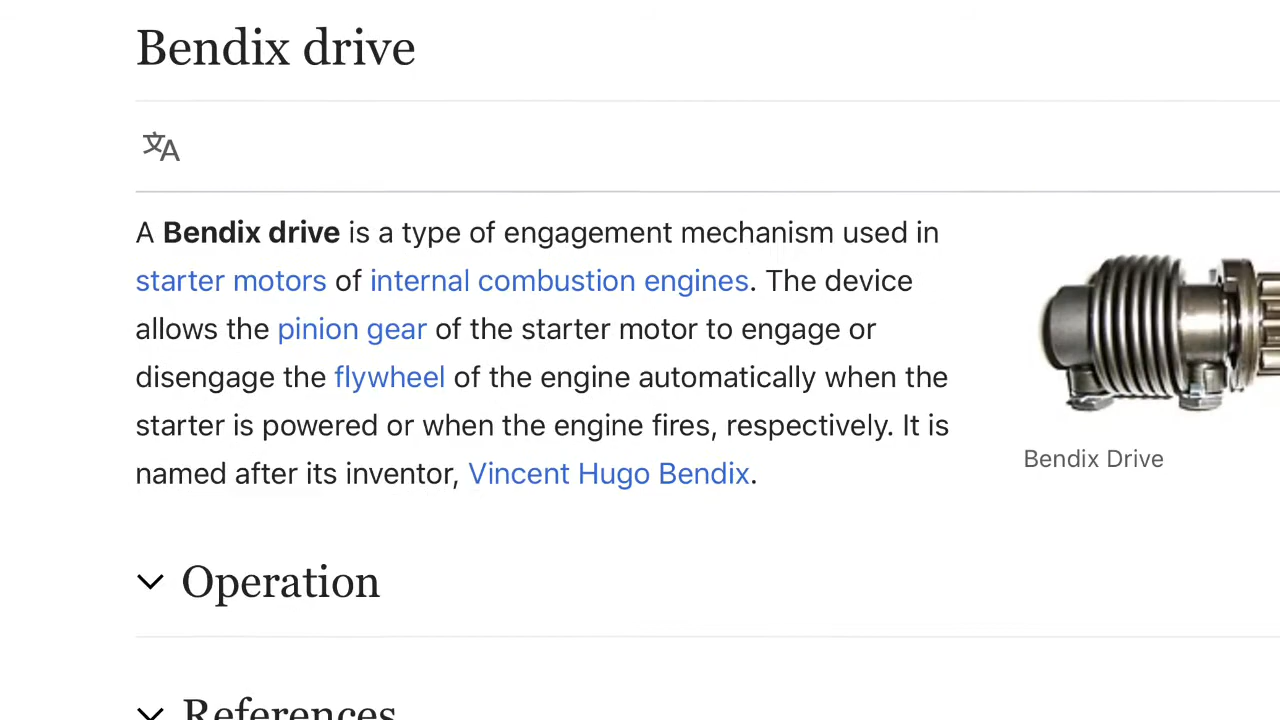 Bendix drive
A Bendix drive is a type of engagement mechanism used in
starter motors of internal combustion engines. The device
allows the pinion gear of the starter motor to engage or
disengage the flywheel of the engine automatically when the
starter is powered or when the engine fires, respectively. It is
named after its inventor, Vincent Hugo Bendix.
Bendix Drive
Operation
References